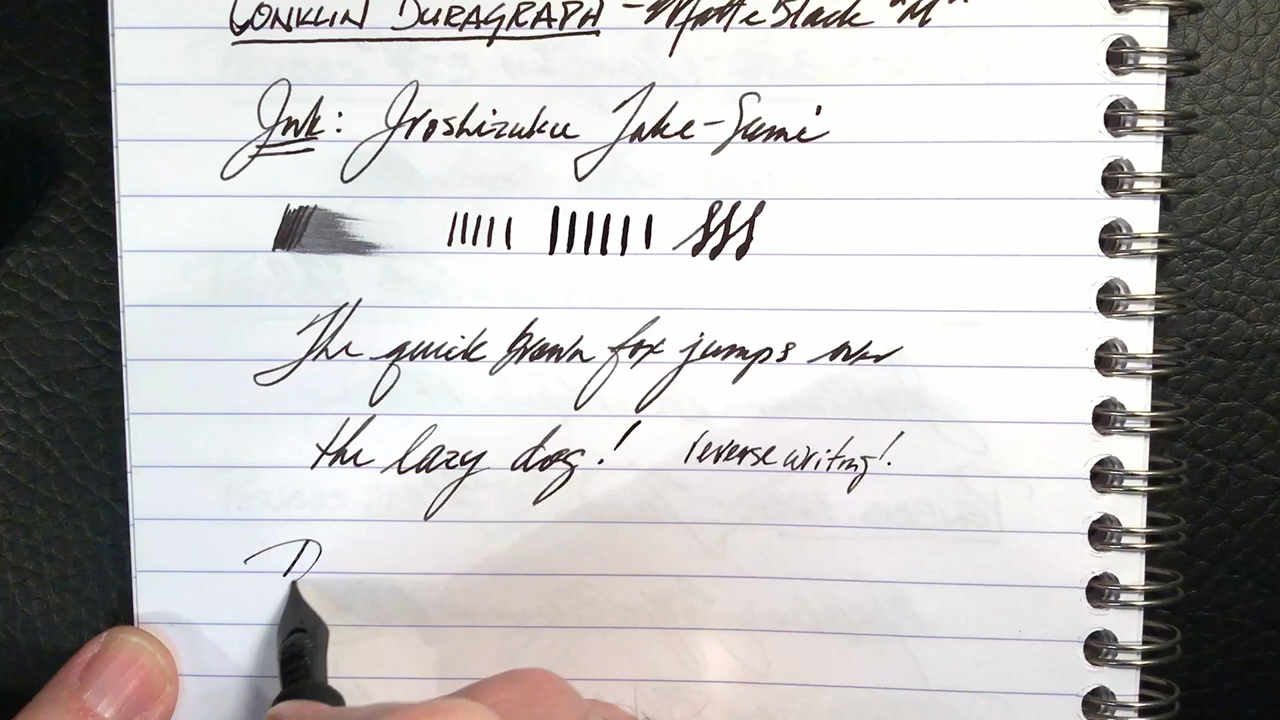 CONKLIN DURAGRAPH - Matte Black "M"
Ink: Iroshizuku Take-Sumi
The quick brown fox jumps over
the lazy dog! reverse writing!